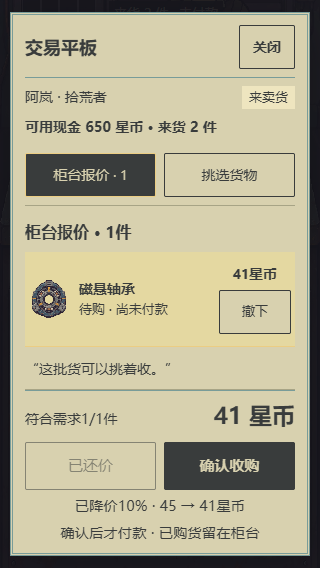 交易平板
关闭
阿岚 · 拾荒者
来卖货
可用现金 650 星币 • 来货 2 件
柜台报价 · 1
挑选货物
柜台报价 • 1件
磁悬轴承
41星币
待购 · 尚未付款
撤下
“这批货可以挑着收。”
符合需求1/1件
41 星币
已还价
确认收购
已降价10% · 45 → 41星币
确认后才付款 · 已购货留在柜台